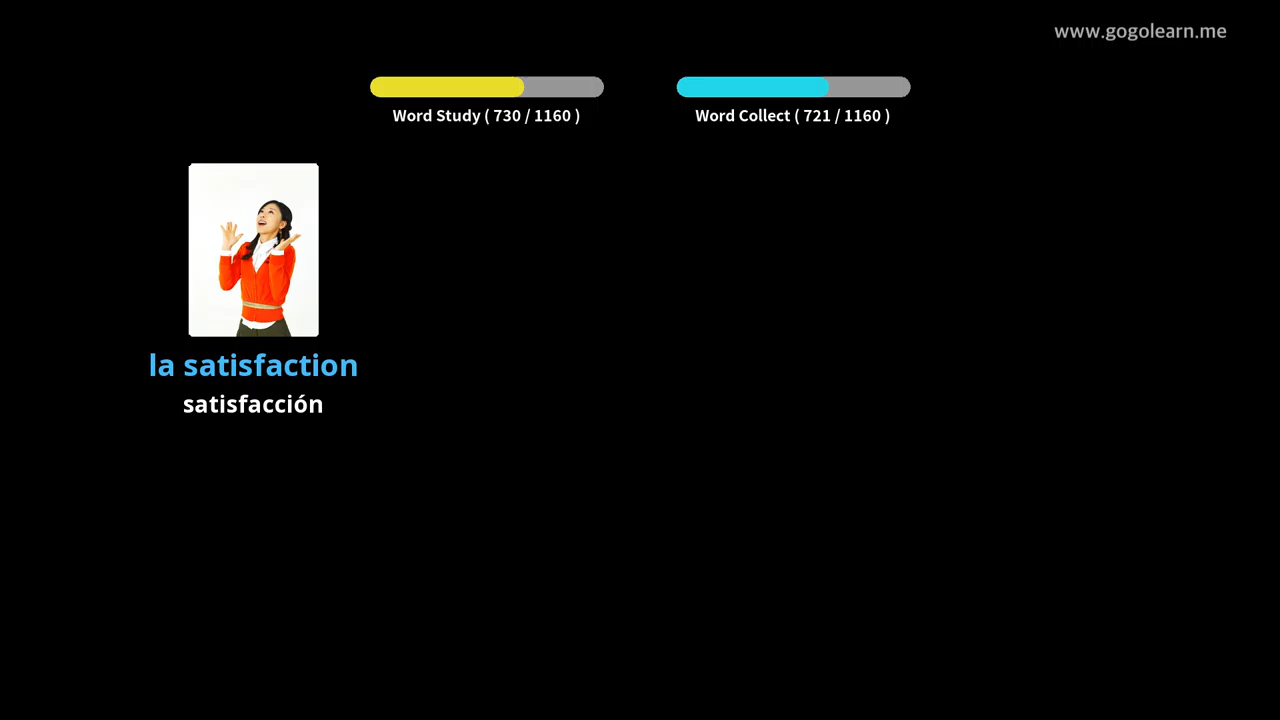 www.gogolearn.me
Word Study ( 730 / 1160 )
Word Collect ( 721 / 1160 )
la satisfaction
satisfacción